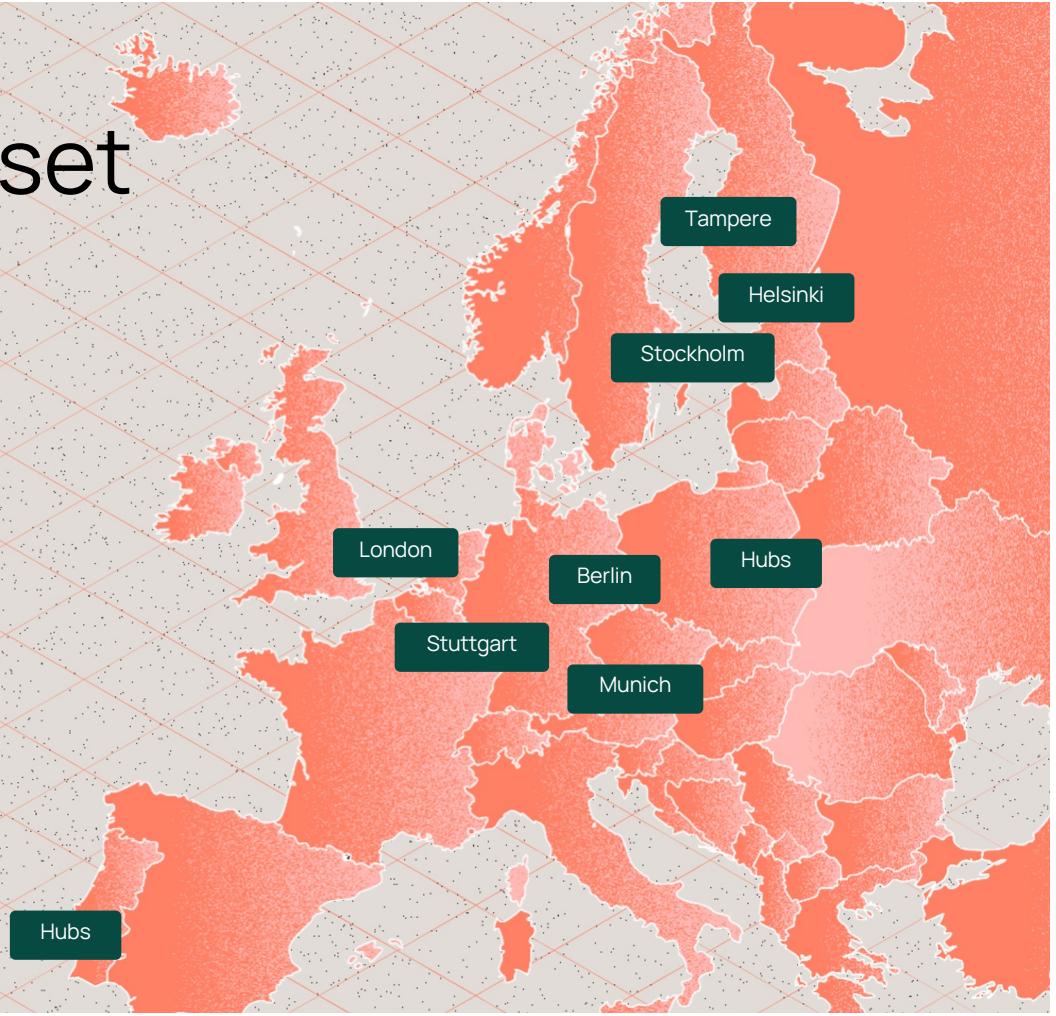 set
Tampere
Helsinki
Stockholm
London
Hubs
Berlin
Stuttgart
Munich
Hubs